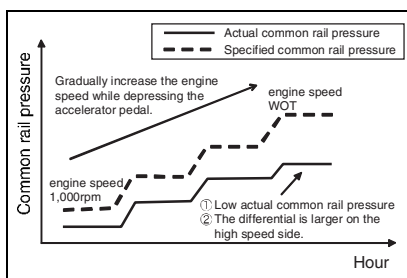 Actual common rail pressure
Specified common rail pressure
Common rail pressure
Gradually increase the engine
speed while depressing the
accelerator pedal.
engine speed
WOT
engine speed
1,000rpm
① Low actual common rail pressure
② The differential is larger on the
high speed side.
Hour